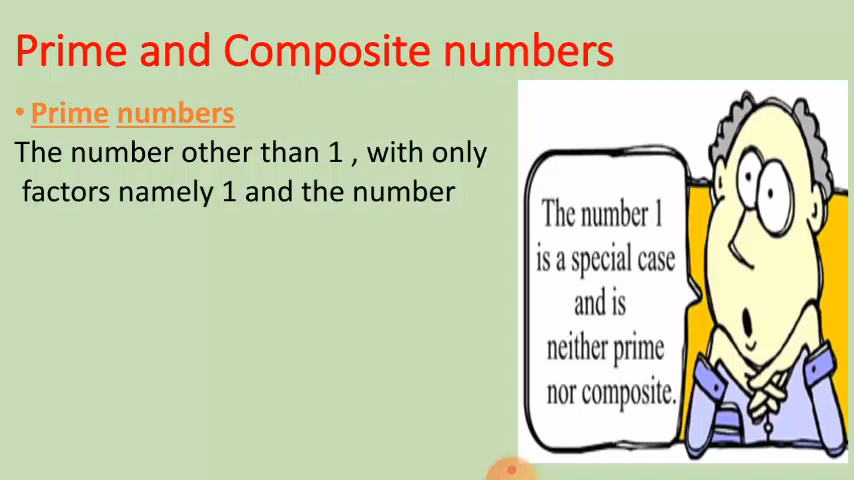 Prime and Composite numbers
• Prime numbers
The number other than 1 , with only
factors namely 1 and the number
The number 1
is a special case
and is
neither prime
nor composite.